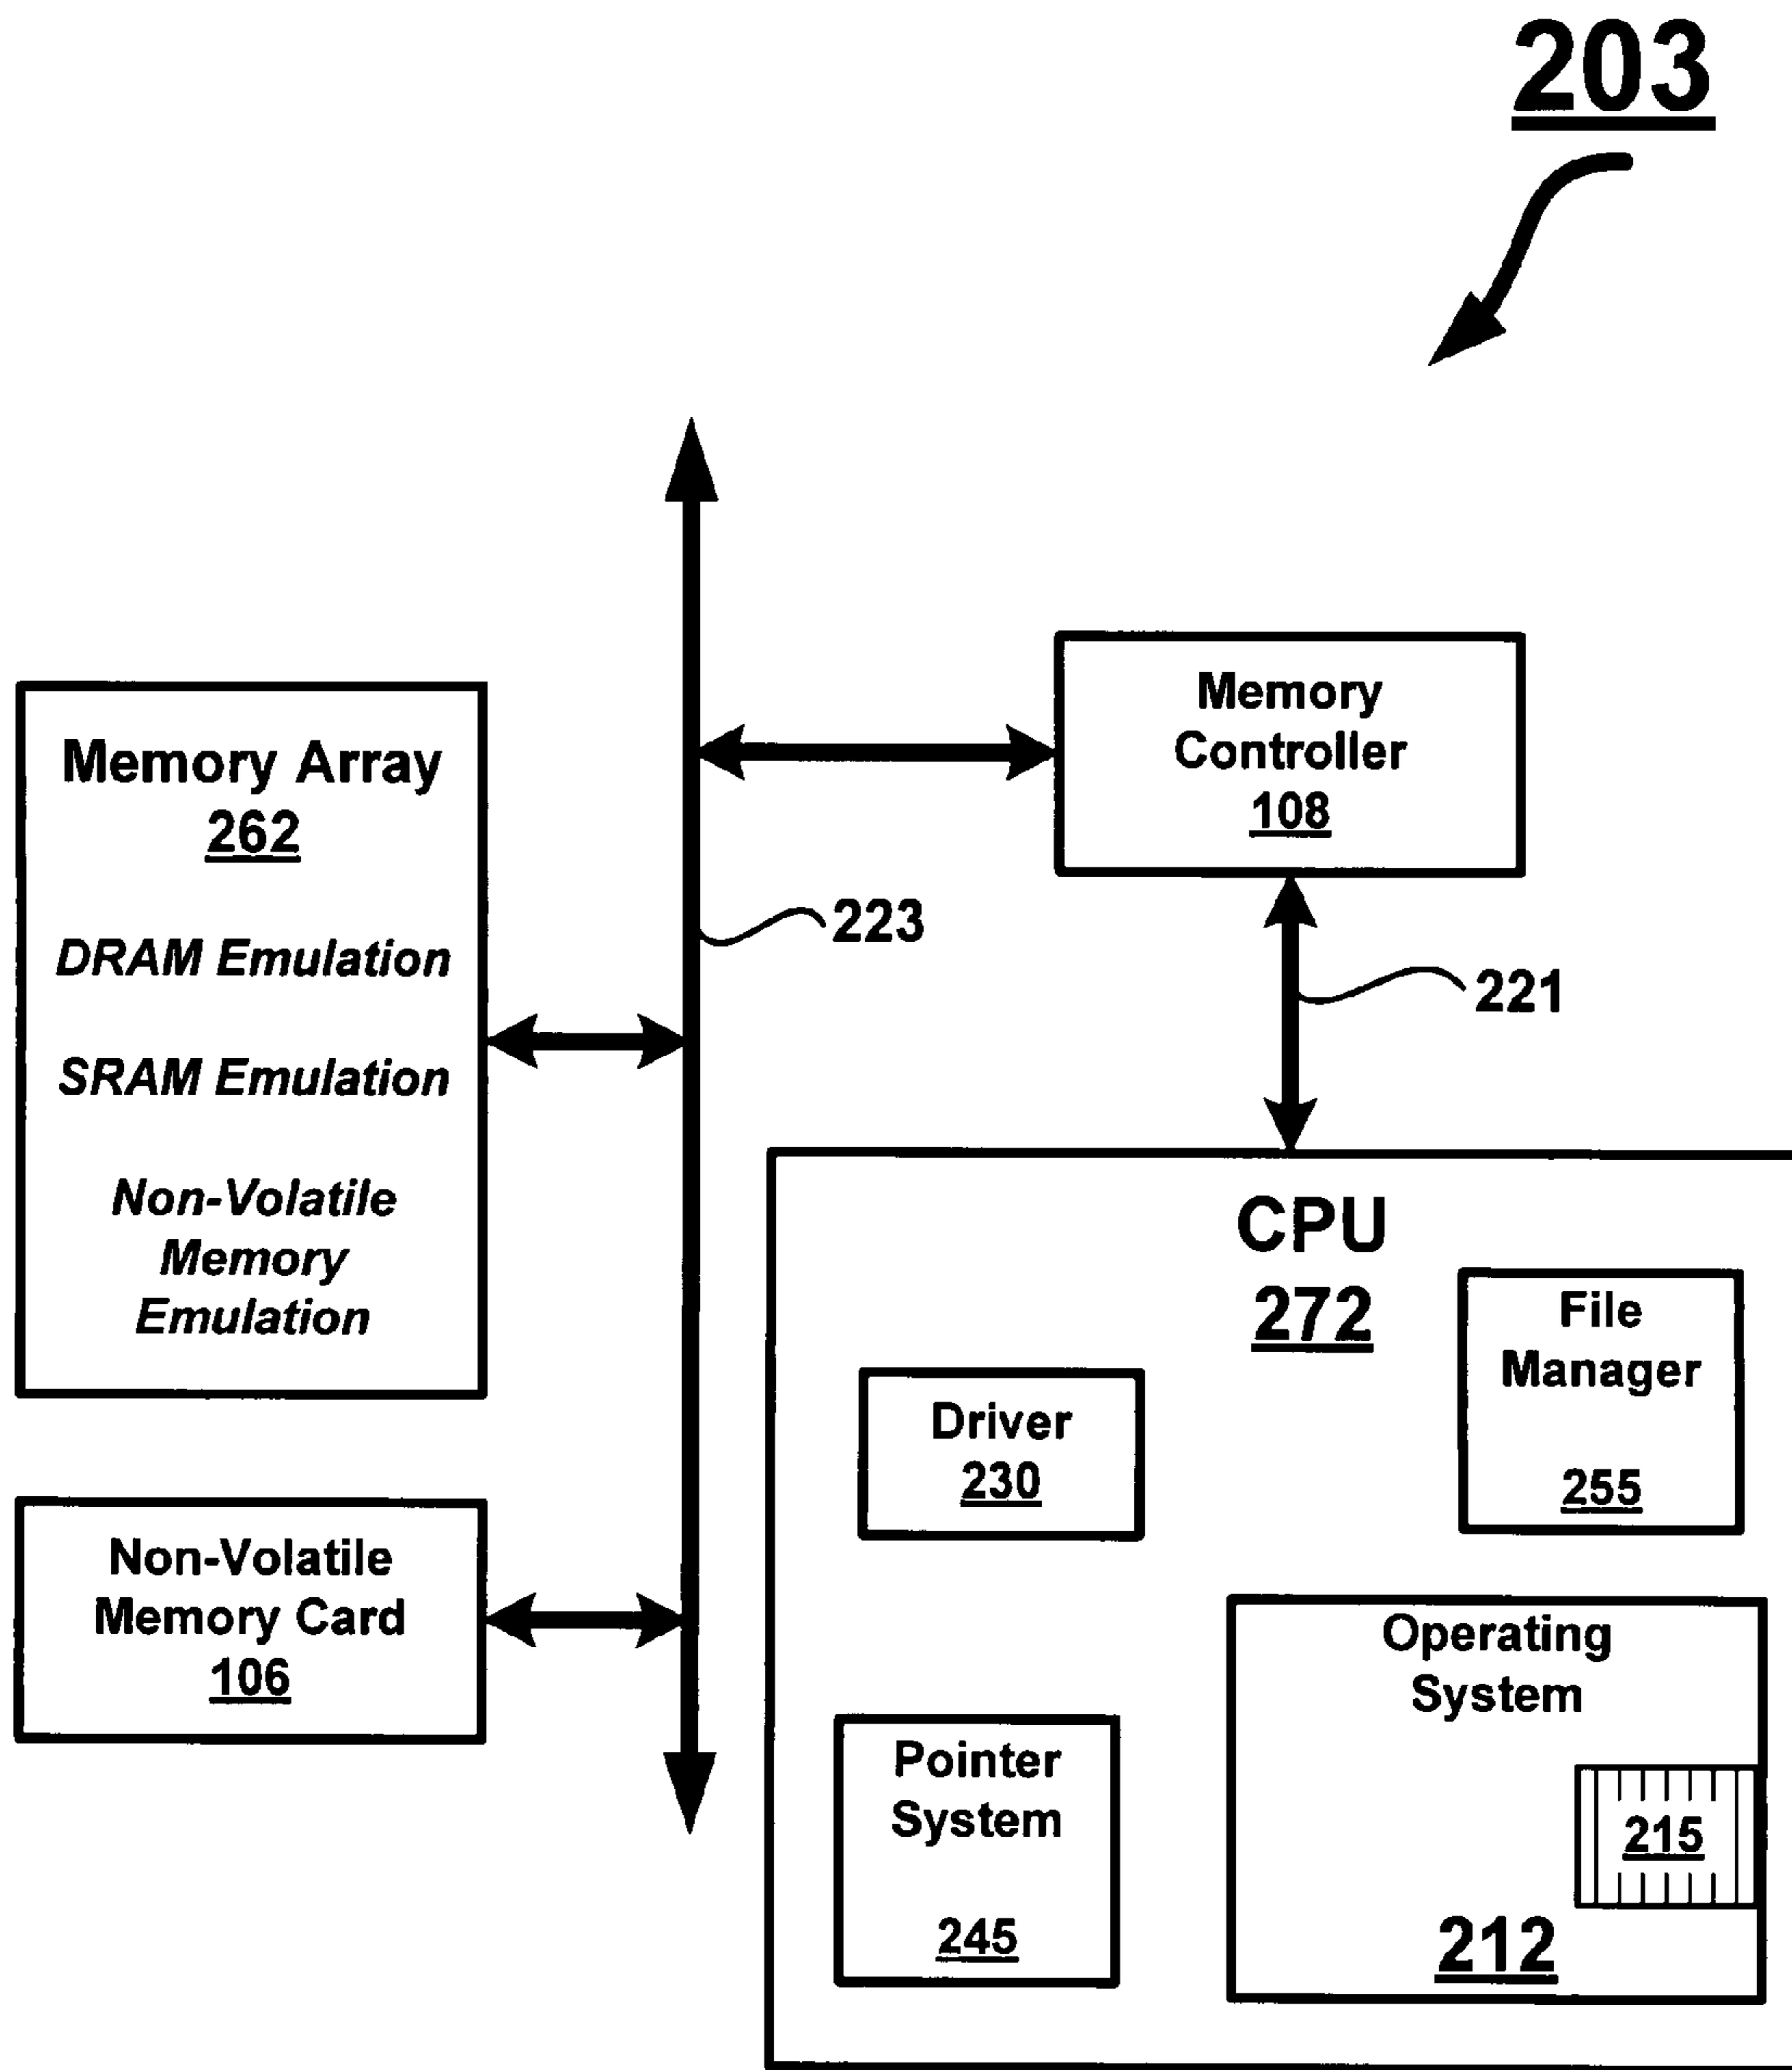 203
Memory
Controller
108
Memory Array
262
DRAM Emulation
SRAM Emulation
Non-Volatile
Memory
Emulation
223
221
CPU
272
File
Manager
255
Driver
230
Non-Volatile
Memory Card
106
Operating
System
215
212
Pointer
System
245